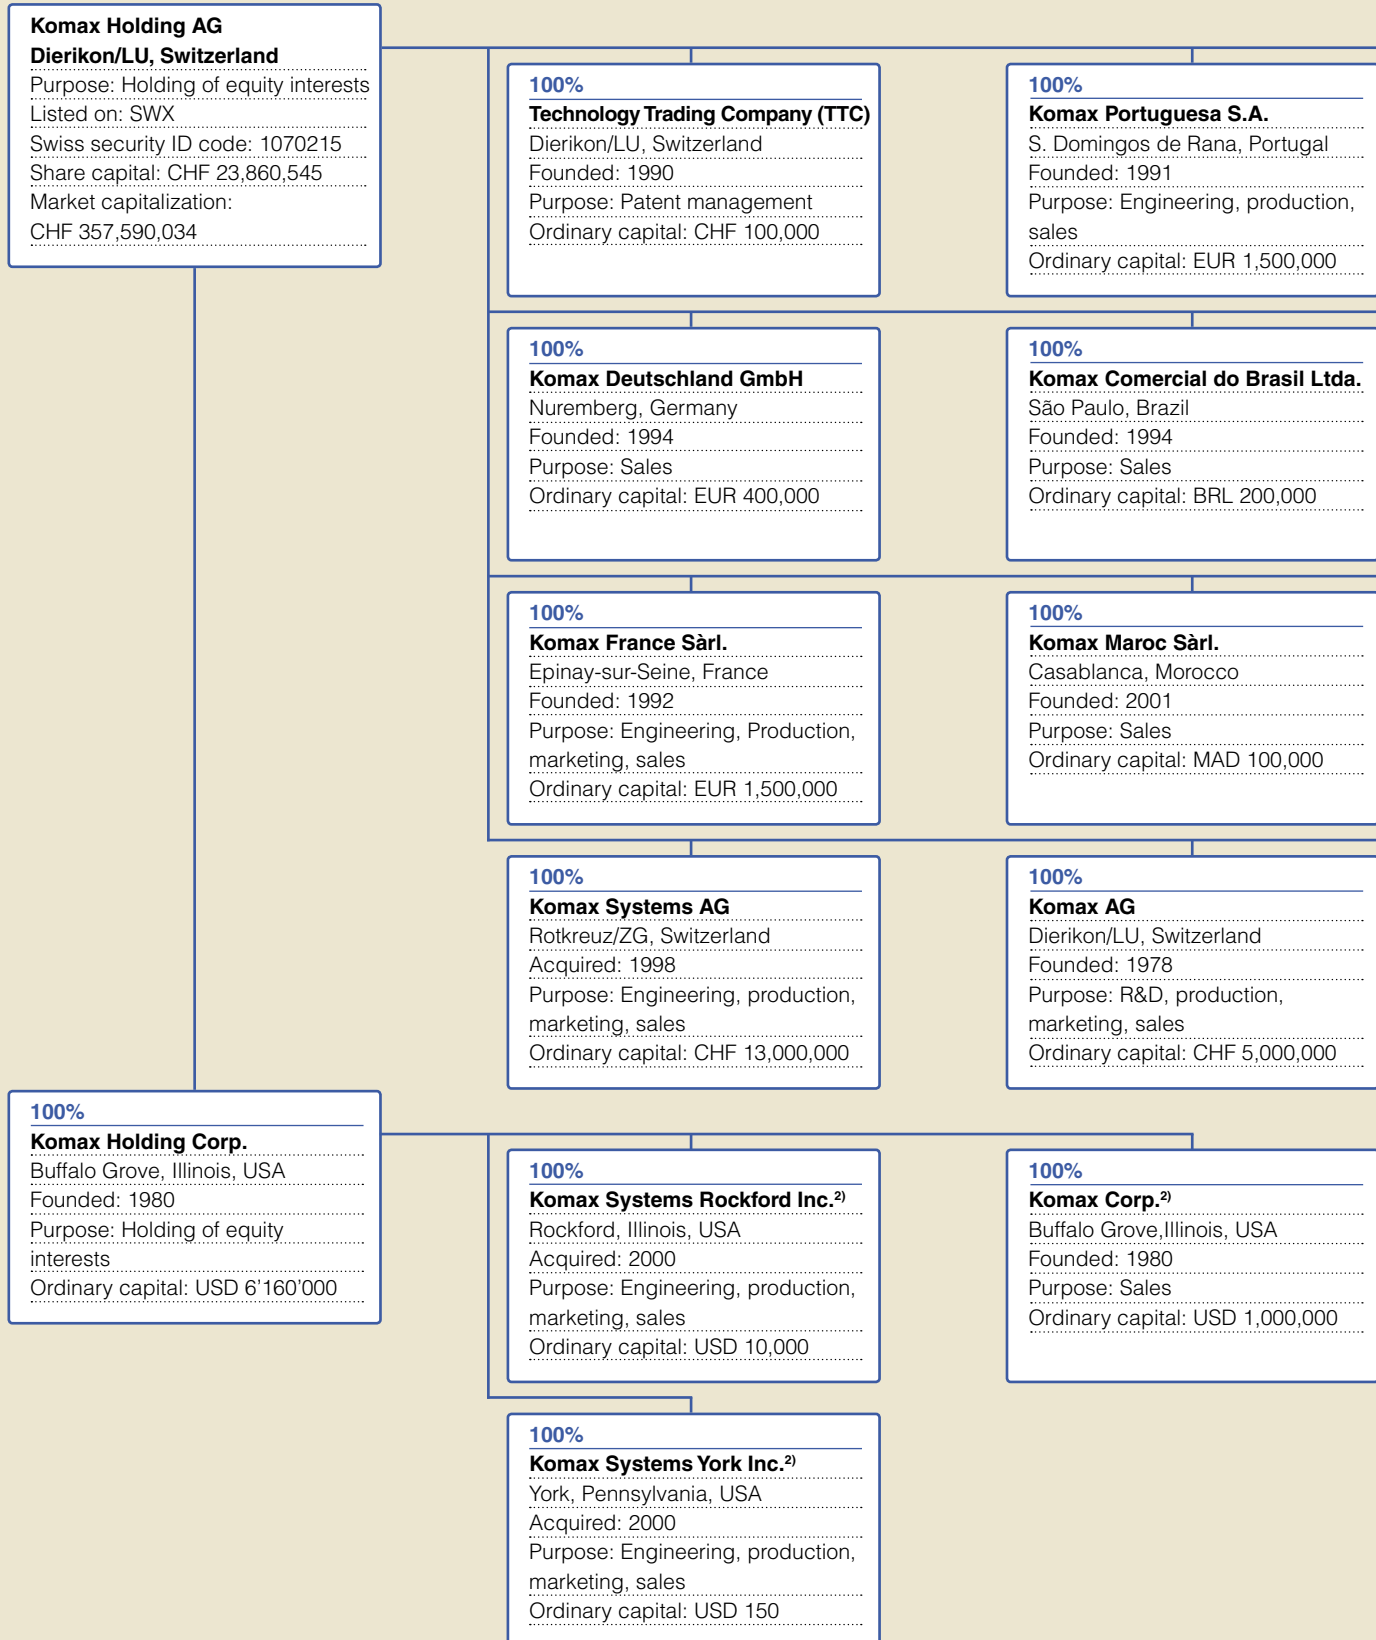 Komax Holding AG
Dierikon/LU, Switzerland
Purpose: Holding of equity interests
Listed on: SWX
Swiss security ID code: 1070215
Share capital: CHF 23,860,545
Market capitalization:
CHF 357,590,034
100%
Technology Trading Company (TTC)
Dierikon/LU, Switzerland
Founded: 1990
Purpose: Patent management
Ordinary capital: CHF 100,000
100%
Komax Portuguesa S.A.
S. Domingos de Rana, Portugal
Founded: 1991
Purpose: Engineering, production,
sales
Ordinary capital: EUR 1,500,000
100%
Komax Deutschland GmbH
Nuremberg, Germany
Founded: 1994
Purpose: Sales
Ordinary capital: EUR 400,000
100%
Komax Comercial do Brasil Ltda.
São Paulo, Brazil
Founded: 1994
Purpose: Sales
Ordinary capital: BRL 200,000
100%
Komax France Sàrl.
Epinay-sur-Seine, France
Founded: 1992
Purpose: Engineering, Production,
marketing, sales
Ordinary capital: EUR 1,500,000
100%
Komax Maroc Sàrl.
Casablanca, Morocco
Founded: 2001
Purpose: Sales
Ordinary capital: MAD 100,000
100%
Komax Systems AG
Rotkreuz/ZG, Switzerland
Acquired: 1998
Purpose: Engineering, production,
marketing, sales
Ordinary capital: CHF 13,000,000
100%
Komax AG
Dierikon/LU, Switzerland
Founded: 1978
Purpose: R&D, production,
marketing, sales
Ordinary capital: CHF 5,000,000
100%
Komax Holding Corp.
Buffalo Grove, Illinois, USA
Founded: 1980
Purpose: Holding of equity
interests
Ordinary capital: USD 6’160’000
100%
Komax Systems Rockford Inc.²⁾
Rockford, Illinois, USA
Acquired: 2000
Purpose: Engineering, production,
marketing, sales
Ordinary capital: USD 10,000
100%
Komax Corp.²⁾
Buffalo Grove,Illinois, USA
Founded: 1980
Purpose: Sales
Ordinary capital: USD 1,000,000
100%
Komax Systems York Inc.²⁾
York, Pennsylvania, USA
Acquired: 2000
Purpose: Engineering, production,
marketing, sales
Ordinary capital: USD 150